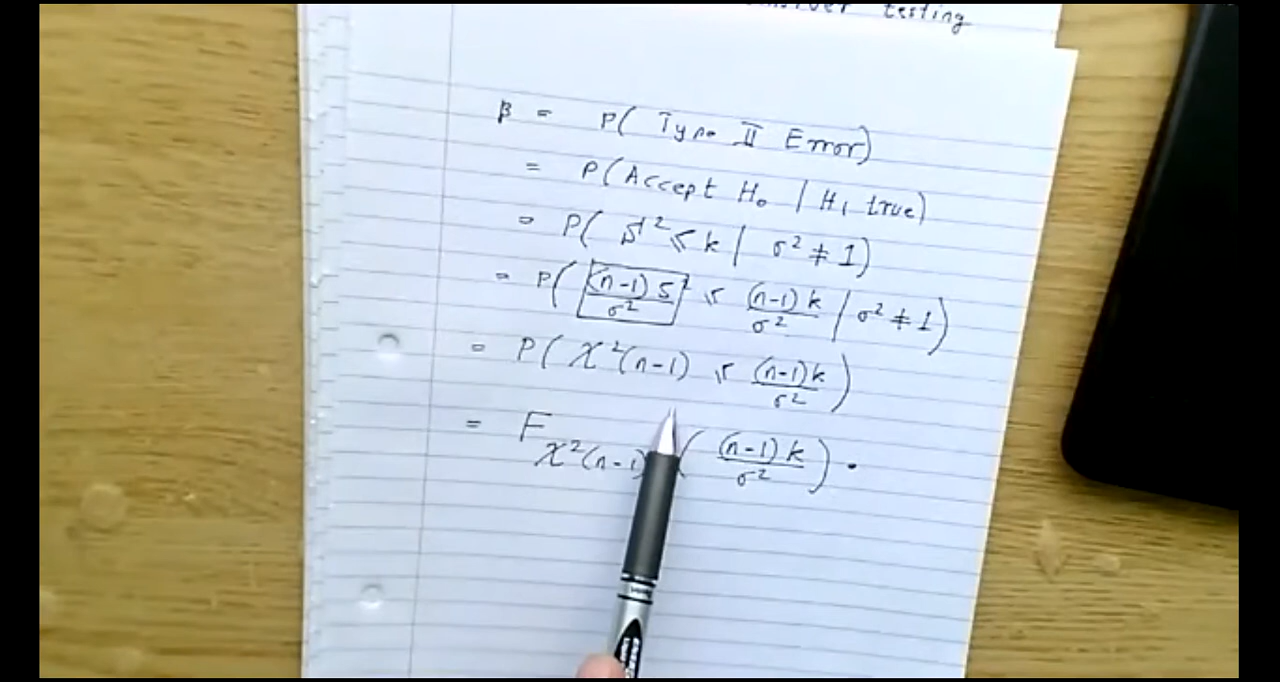 testing
β = P( Type II Error)
= P(Accept H₀ | H₁ true)
= P( S² ≤ k | σ² ≠ 1)
= P( (n-1) S² / σ² ≤ (n-1) k / σ² | σ² ≠ 1)
= P( χ²(n-1) ≤ (n-1)k / σ² )
= F χ²(n-1) ( (n-1) k / σ² ) .